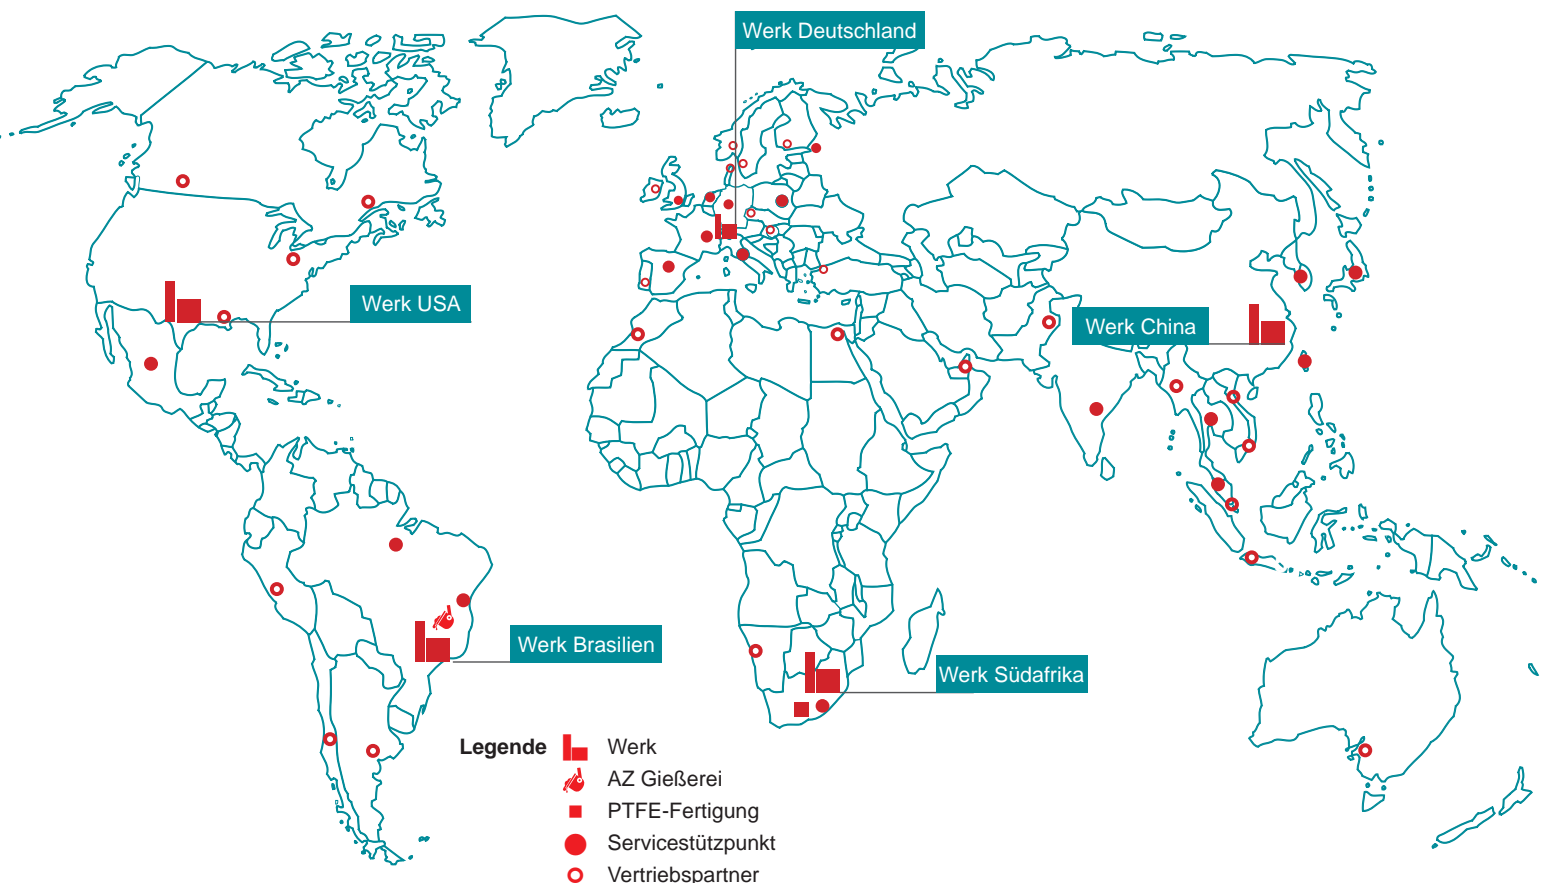 Werk Deutschland
Werk USA
Werk China
Werk Brasilien
Werk Südafrika
Legende
Werk
AZ Gießerei
PTFE-Fertigung
Servicestützpunkt
Vertriebspartner